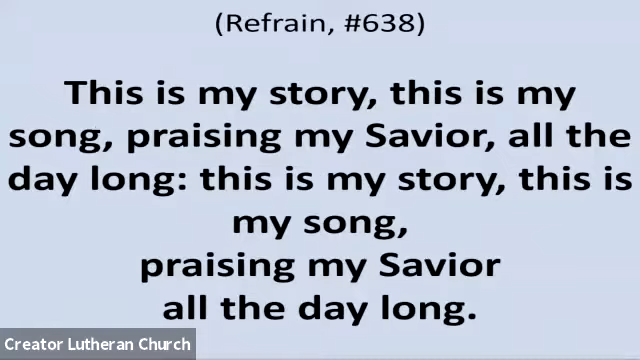 (Refrain, #638)
This is my story, this is my
song, praising my Savior, all the
day long: this is my story, this is
my song,
praising my Savior
all the day long.
Creator Lutheran Church